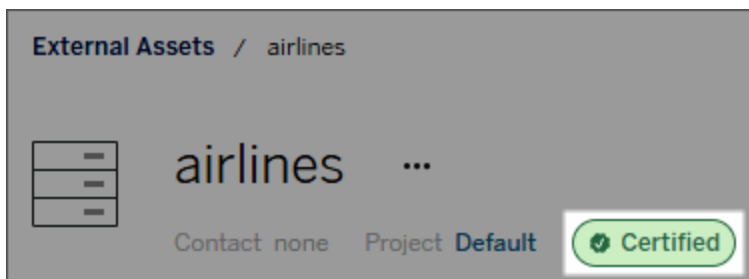 External Assets / airlines
airlines ...
Contact none Project Default Certified